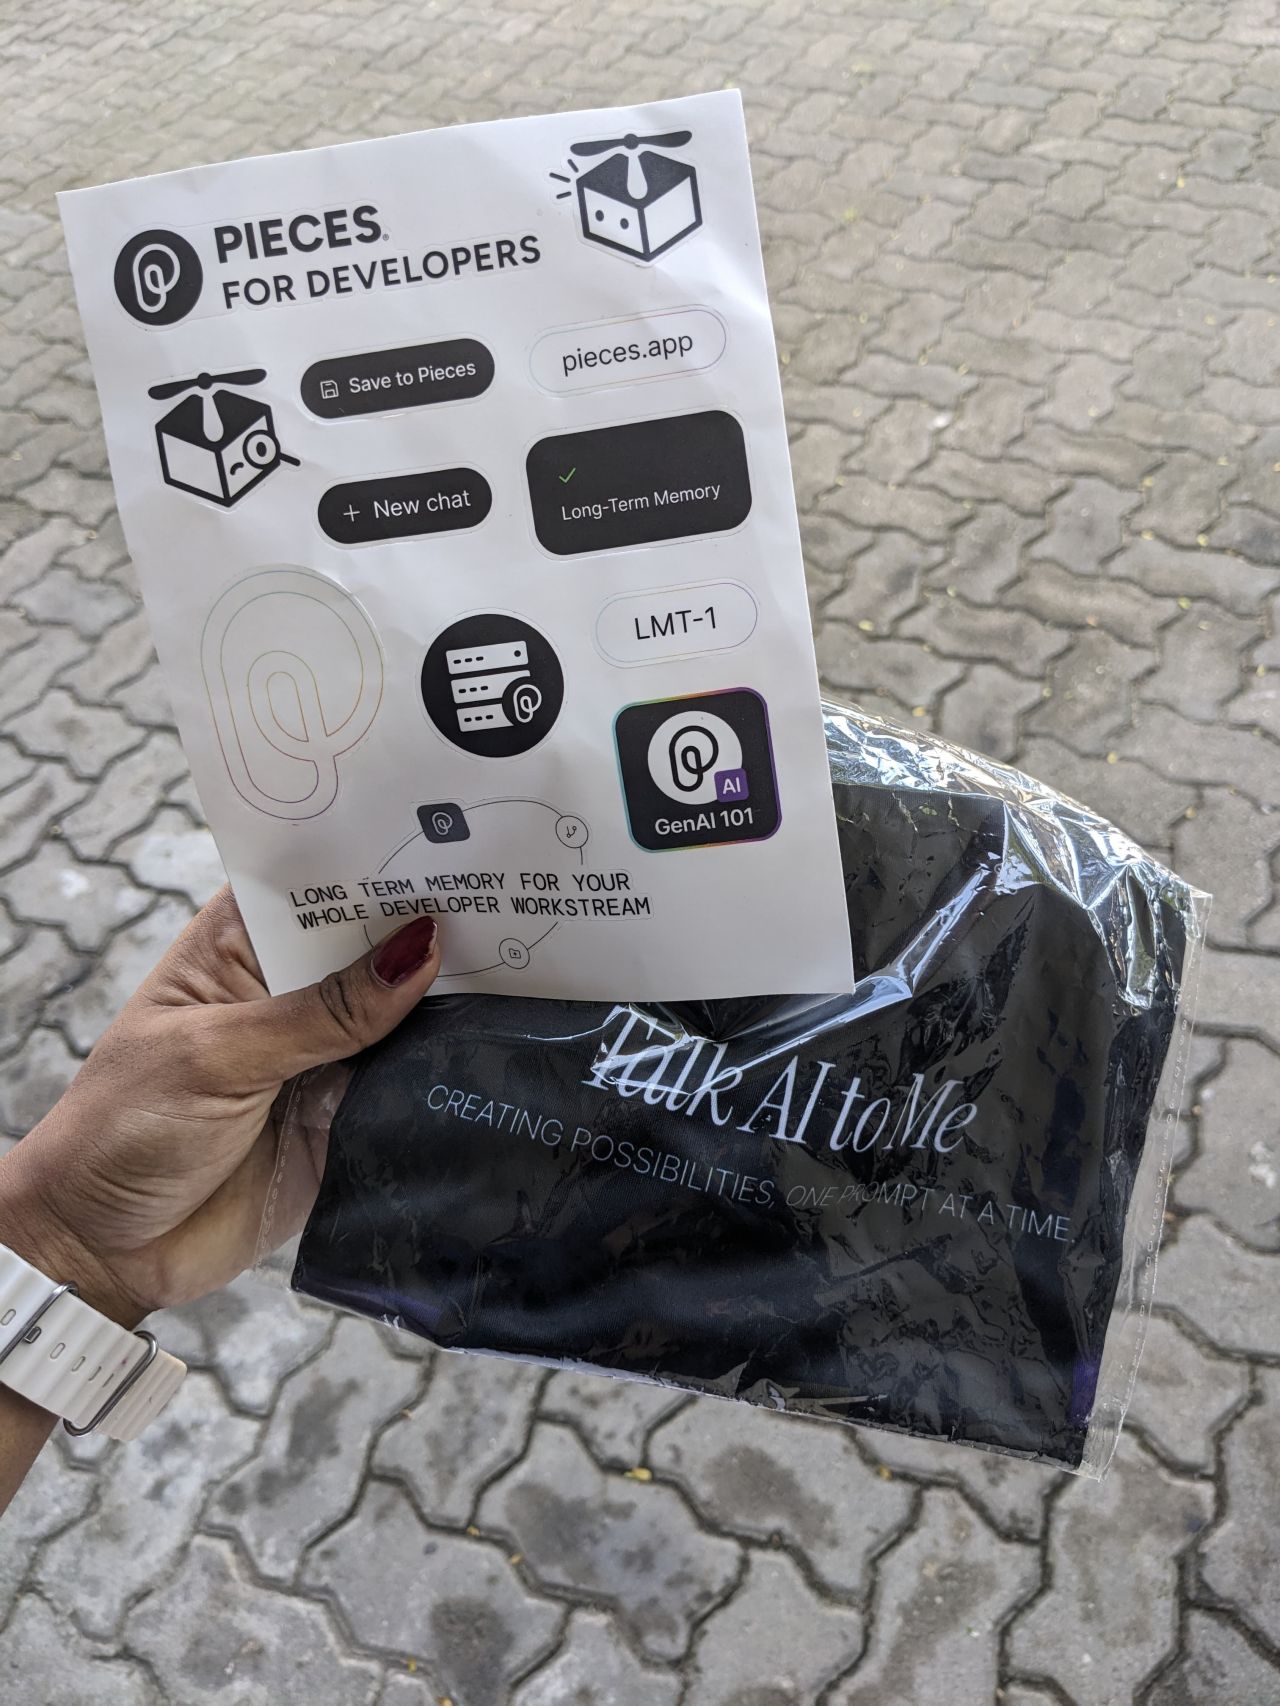 PIECES®
FOR DEVELOPERS
Save to Pieces
pieces.app
+ New chat
Long-Term Memory
LMT-1
AI
GenAI 101
LONG TERM MEMORY FOR YOUR
WHOLE DEVELOPER WORKSTREAM
Talk AI to Me
CREATING POSSIBILITIES, ONE PROMPT AT A TIME.